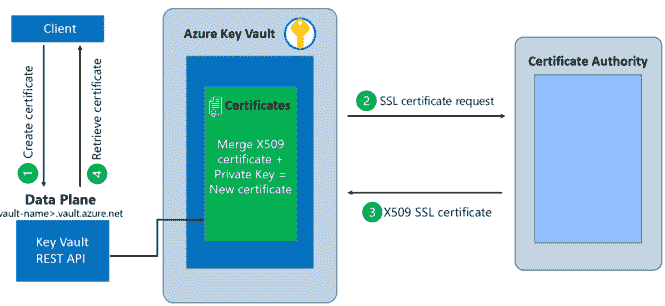 Client
Create certificate
Retrieve certificate
1
4
Data Plane
vault-name>.vault.azure.net
Key Vault
REST API
Azure Key Vault
Certificates
Merge X509
certificate +
Private Key =
New certificate
2 SSL certificate request
3 X509 SSL certificate
Certificate Authority